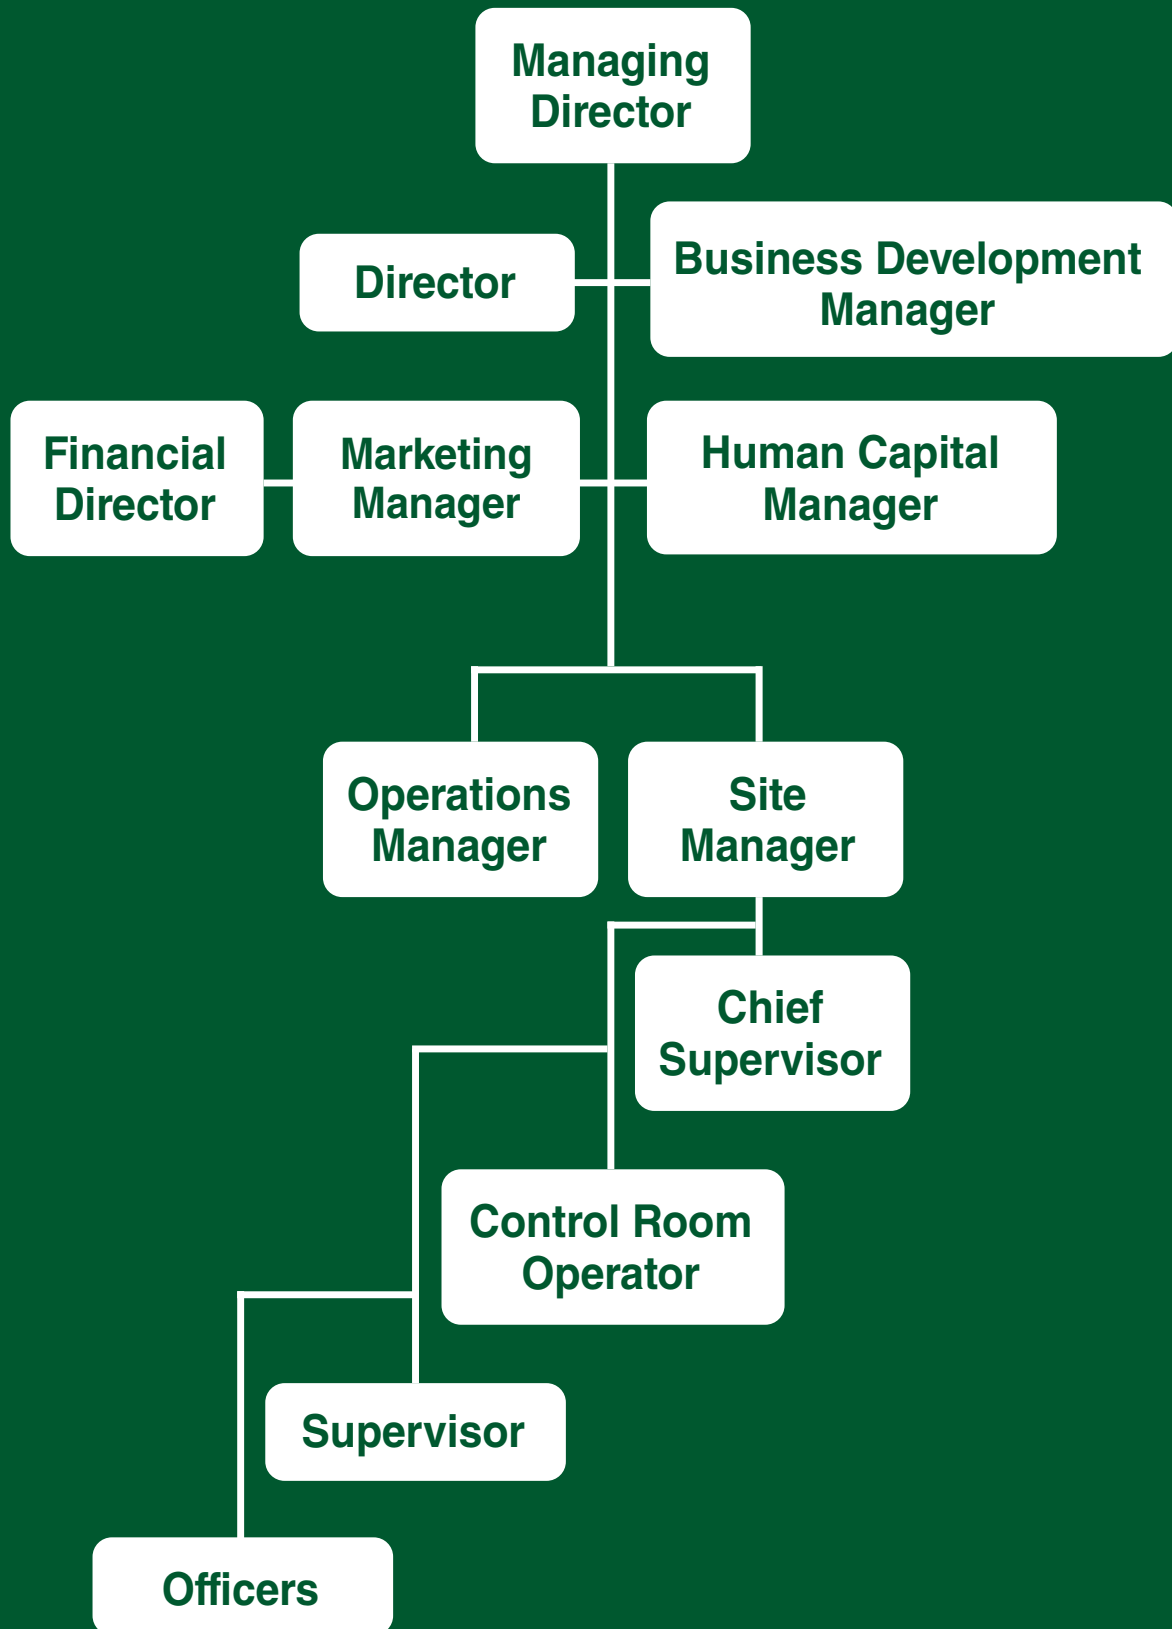 Managing
Director
Director
Business Development
Manager
Financial
Director
Marketing
Manager
Human Capital
Manager
Operations
Manager
Site
Manager
Chief
Supervisor
Control Room
Operator
Supervisor
Officers